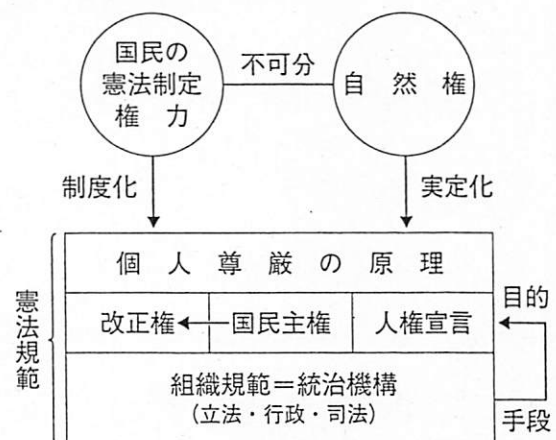 国民の
憲法制定
権 力
不可分
自 然 権
制度化
実定化
憲法規範
個 人 尊 厳 の 原 理
改正権
国民主権
人権宣言
目的
組織規範=統治機構
(立法・行政・司法)
手段